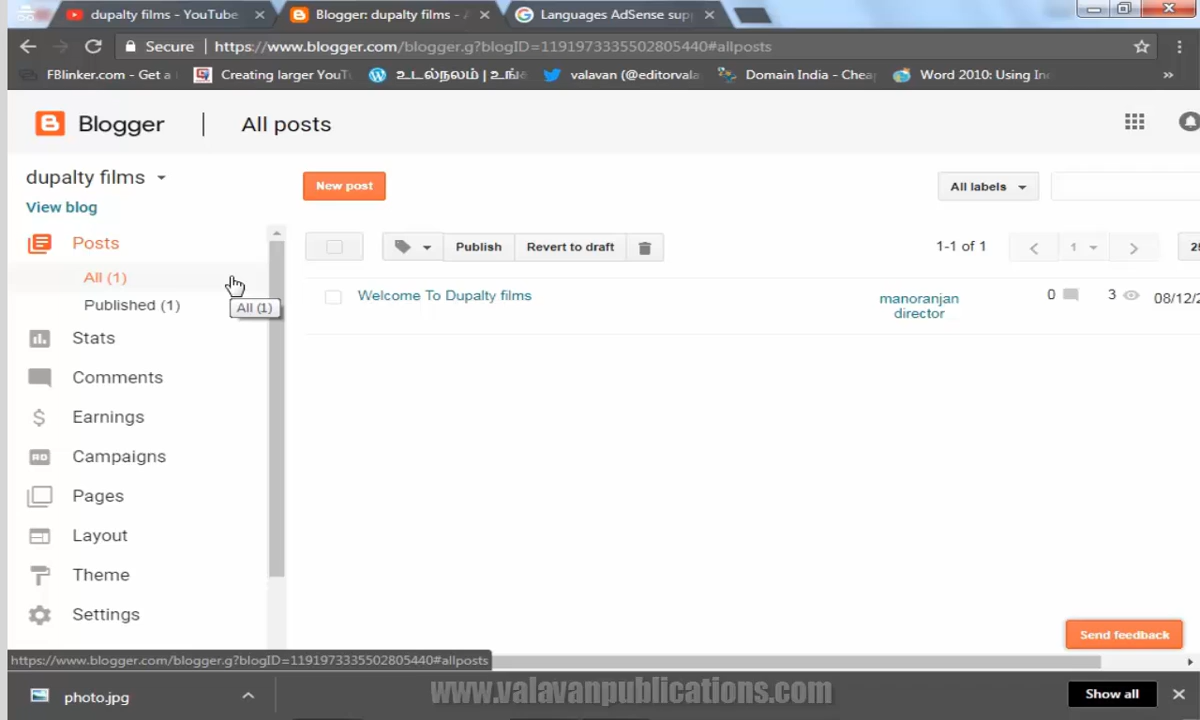 dupalty films - YouTube
Blogger: dupalty films -
Languages AdSense sup
Secure
https://www.blogger.com/blogger.g?blogID=1191973335502805440#allposts
FBlinker.com - Get a
Creating larger YouTu
உடல்நலம் | உங்
valavan (@editorvala
Domain India - Cheap
Word 2010: Using In
»
Blogger | All posts
dupalty films
View blog
New post
All labels
Posts
Publish
Revert to draft
1-1 of 1
1
25
All (1)
Published (1)
All (1)
Welcome To Dupalty films
manoranjan
director
0
3
08/12/2
Stats
Comments
Earnings
Campaigns
Pages
Layout
Theme
Settings
Send feedback
https://www.blogger.com/blogger.g?blogID=1191973335502805440#allposts
photo.jpg
www.valavanpublications.com
Show all